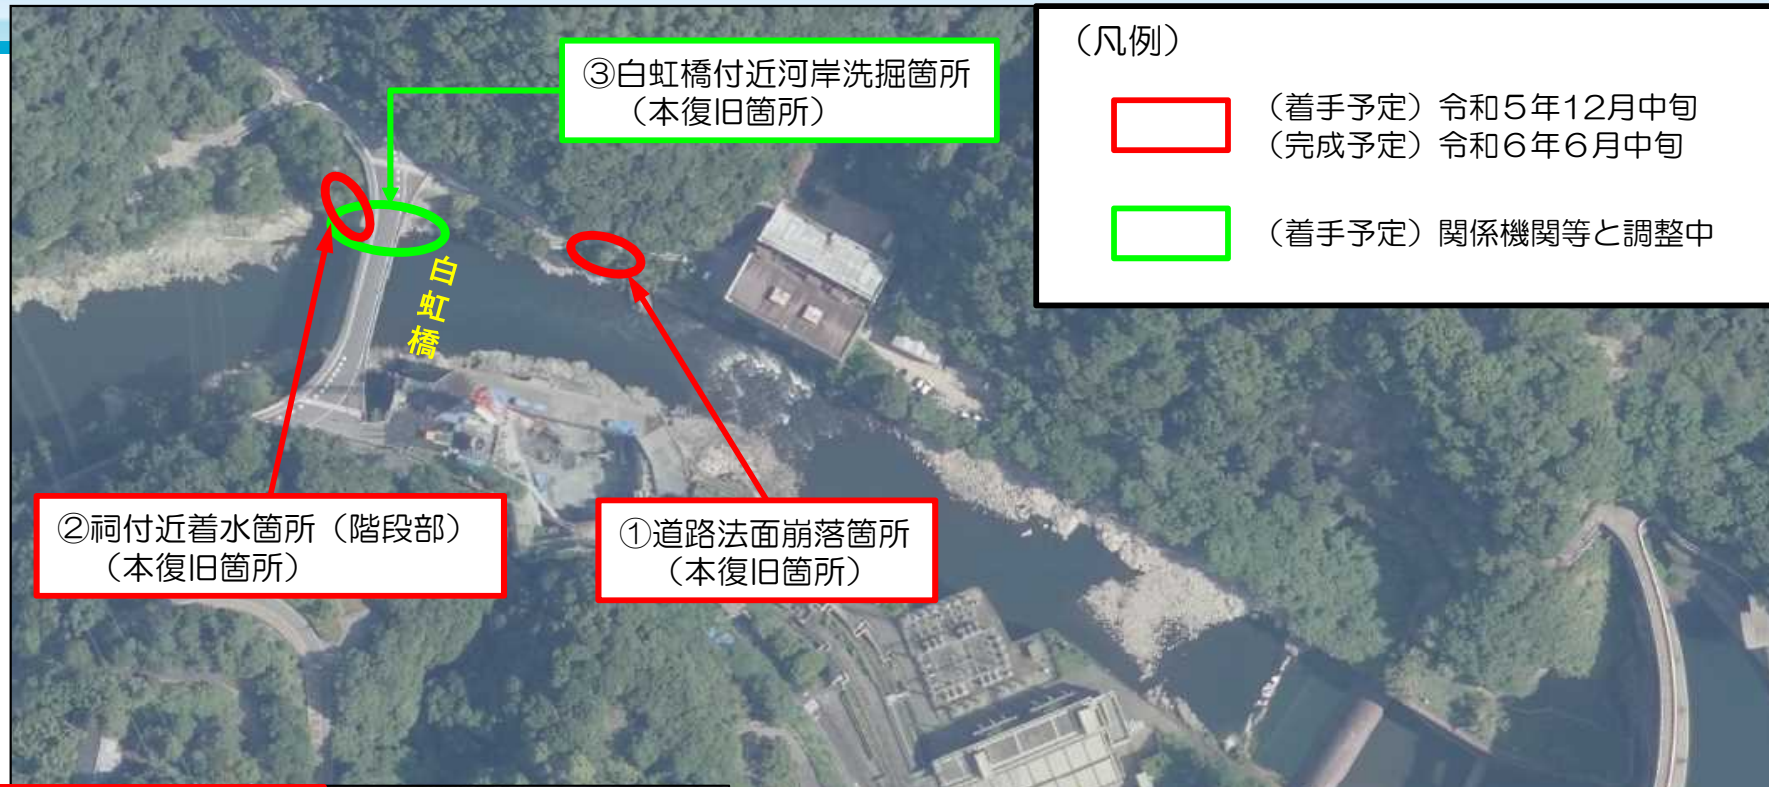 ③白虹橋付近河岸洗掘箇所
（本復旧箇所）
（凡例）
（着手予定）令和５年12月中旬
（完成予定）令和６年６月中旬
（着手予定）関係機関等と調整中
白虹橋
②祠付近着水箇所（階段部）
（本復旧箇所）
①道路法面崩落箇所
（本復旧箇所）